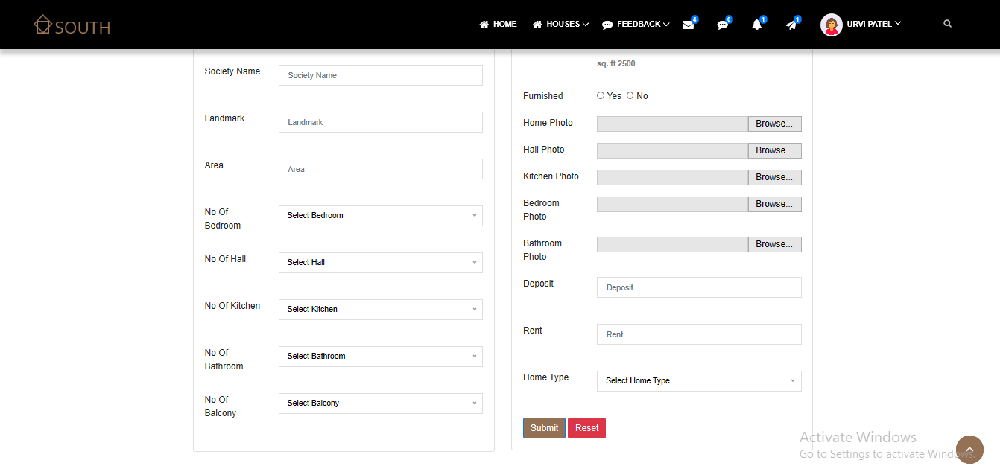 SOUTH
HOME
HOUSES
FEEDBACK
4
0
1
1
URVI PATEL
Society Name
Society Name
Landmark
Landmark
Area
Area
No Of
Bedroom
Select Bedroom
No Of Hall
Select Hall
No Of Kitchen
Select Kitchen
No Of
Bathroom
Select Bathroom
No Of
Balcony
Select Balcony
sq. ft 2500
Furnished
Yes No
Home Photo
Browse...
Hall Photo
Browse...
Kitchen Photo
Browse...
Bedroom
Photo
Browse...
Bathroom
Photo
Browse...
Deposit
Deposit
Rent
Rent
Home Type
Select Home Type
Submit
Reset
Activate Windows
Go to Settings to activate Windows.